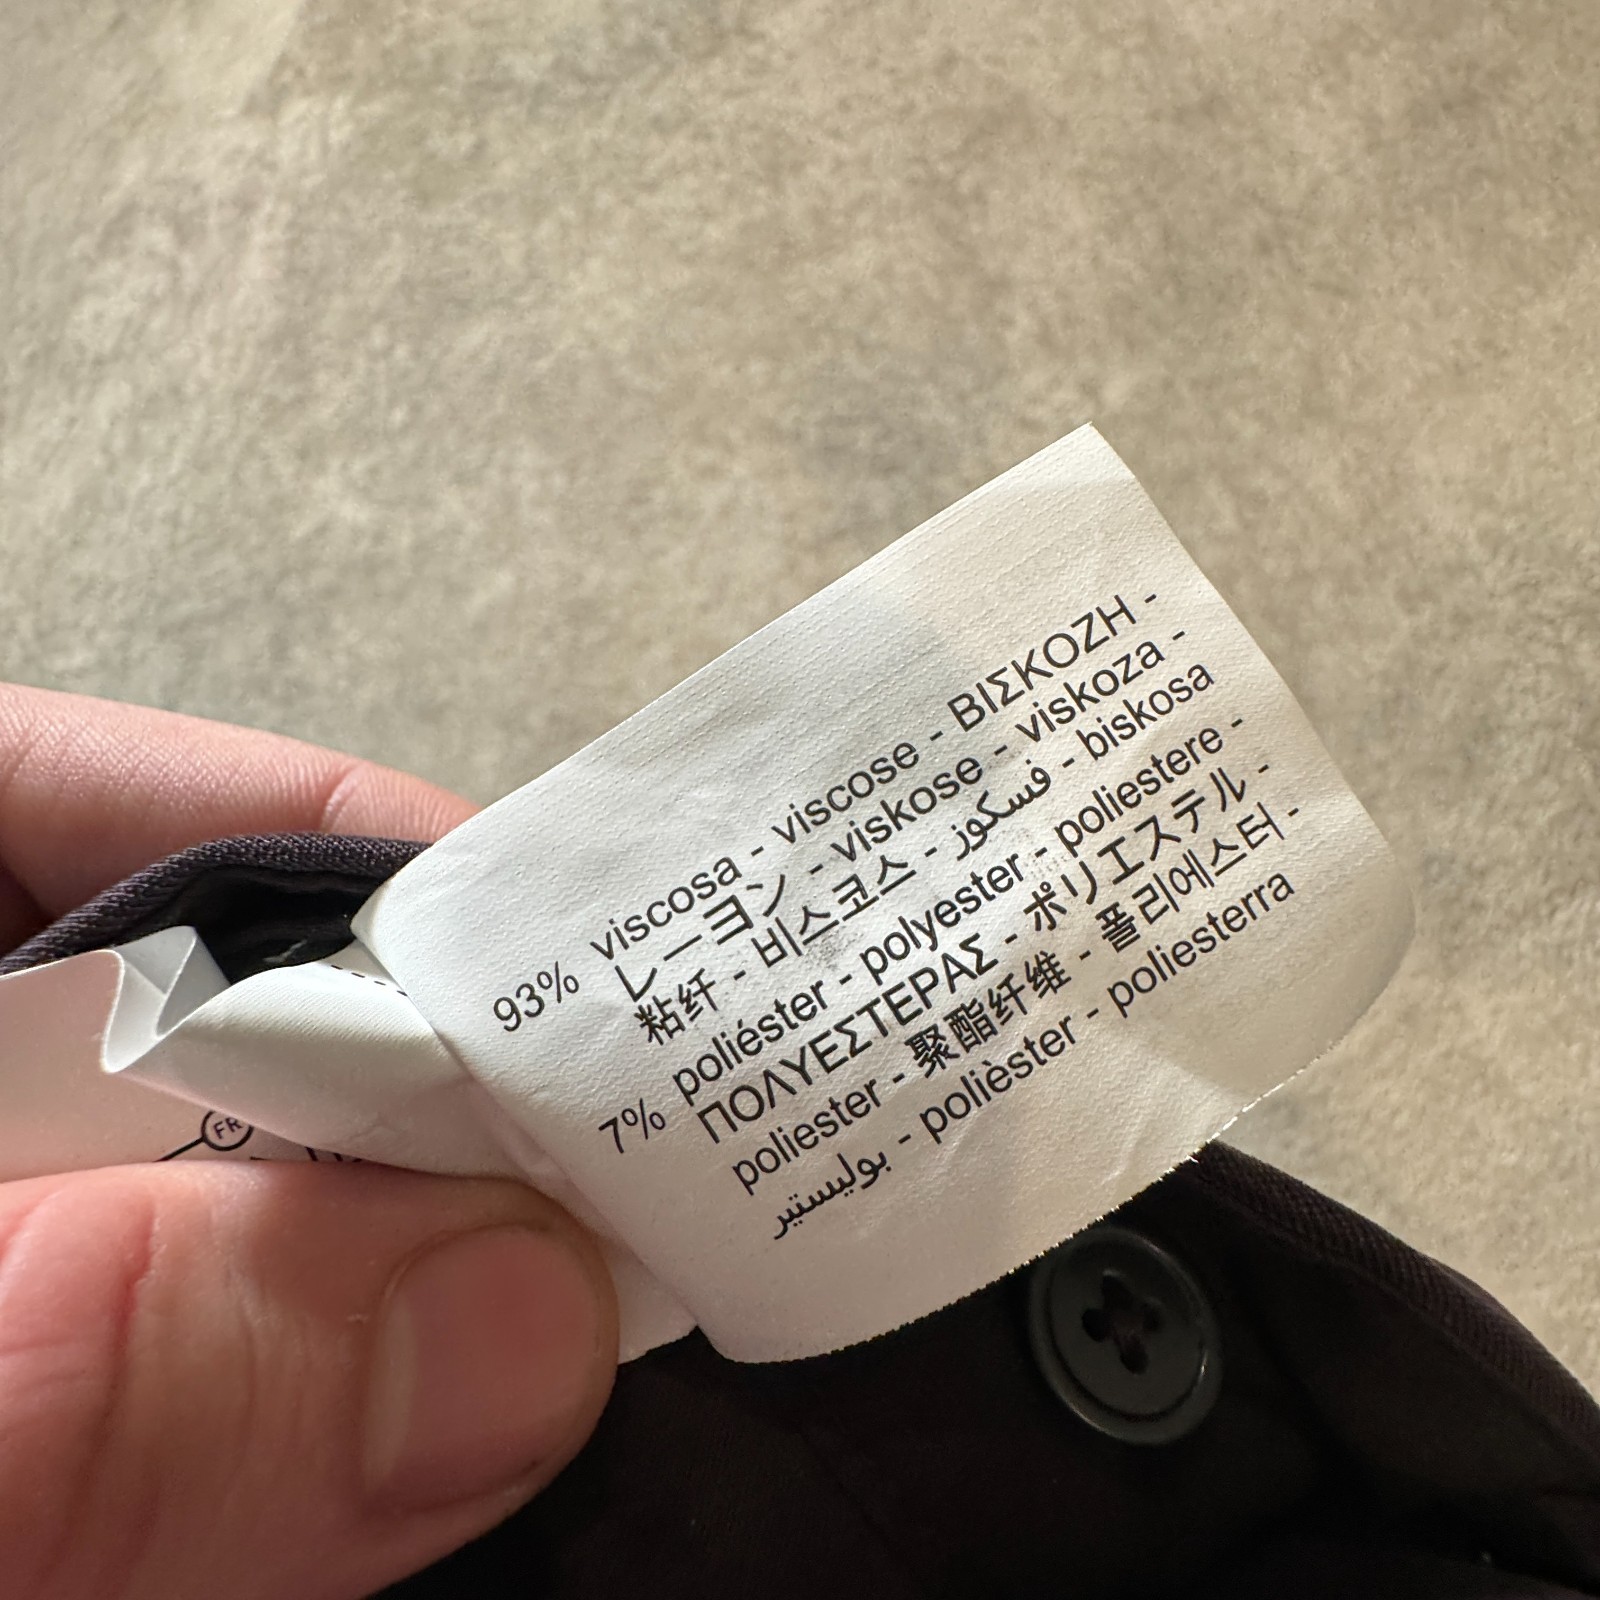 93% viscosa - viscose - ΒΙΣΚΟΖΗ -
レーヨン - viskose - viskoza -
粘纤 - 비스코스 - فسكوز - biskosa
7% poliéster - polyester - poliestere -
ΠΟΛΥΕΣΤΕΡΑΣ - ポリエステル -
poliester - 聚酯纤维 - 폴리에스터 -
بوليستير - polièster - poliesterra
FR